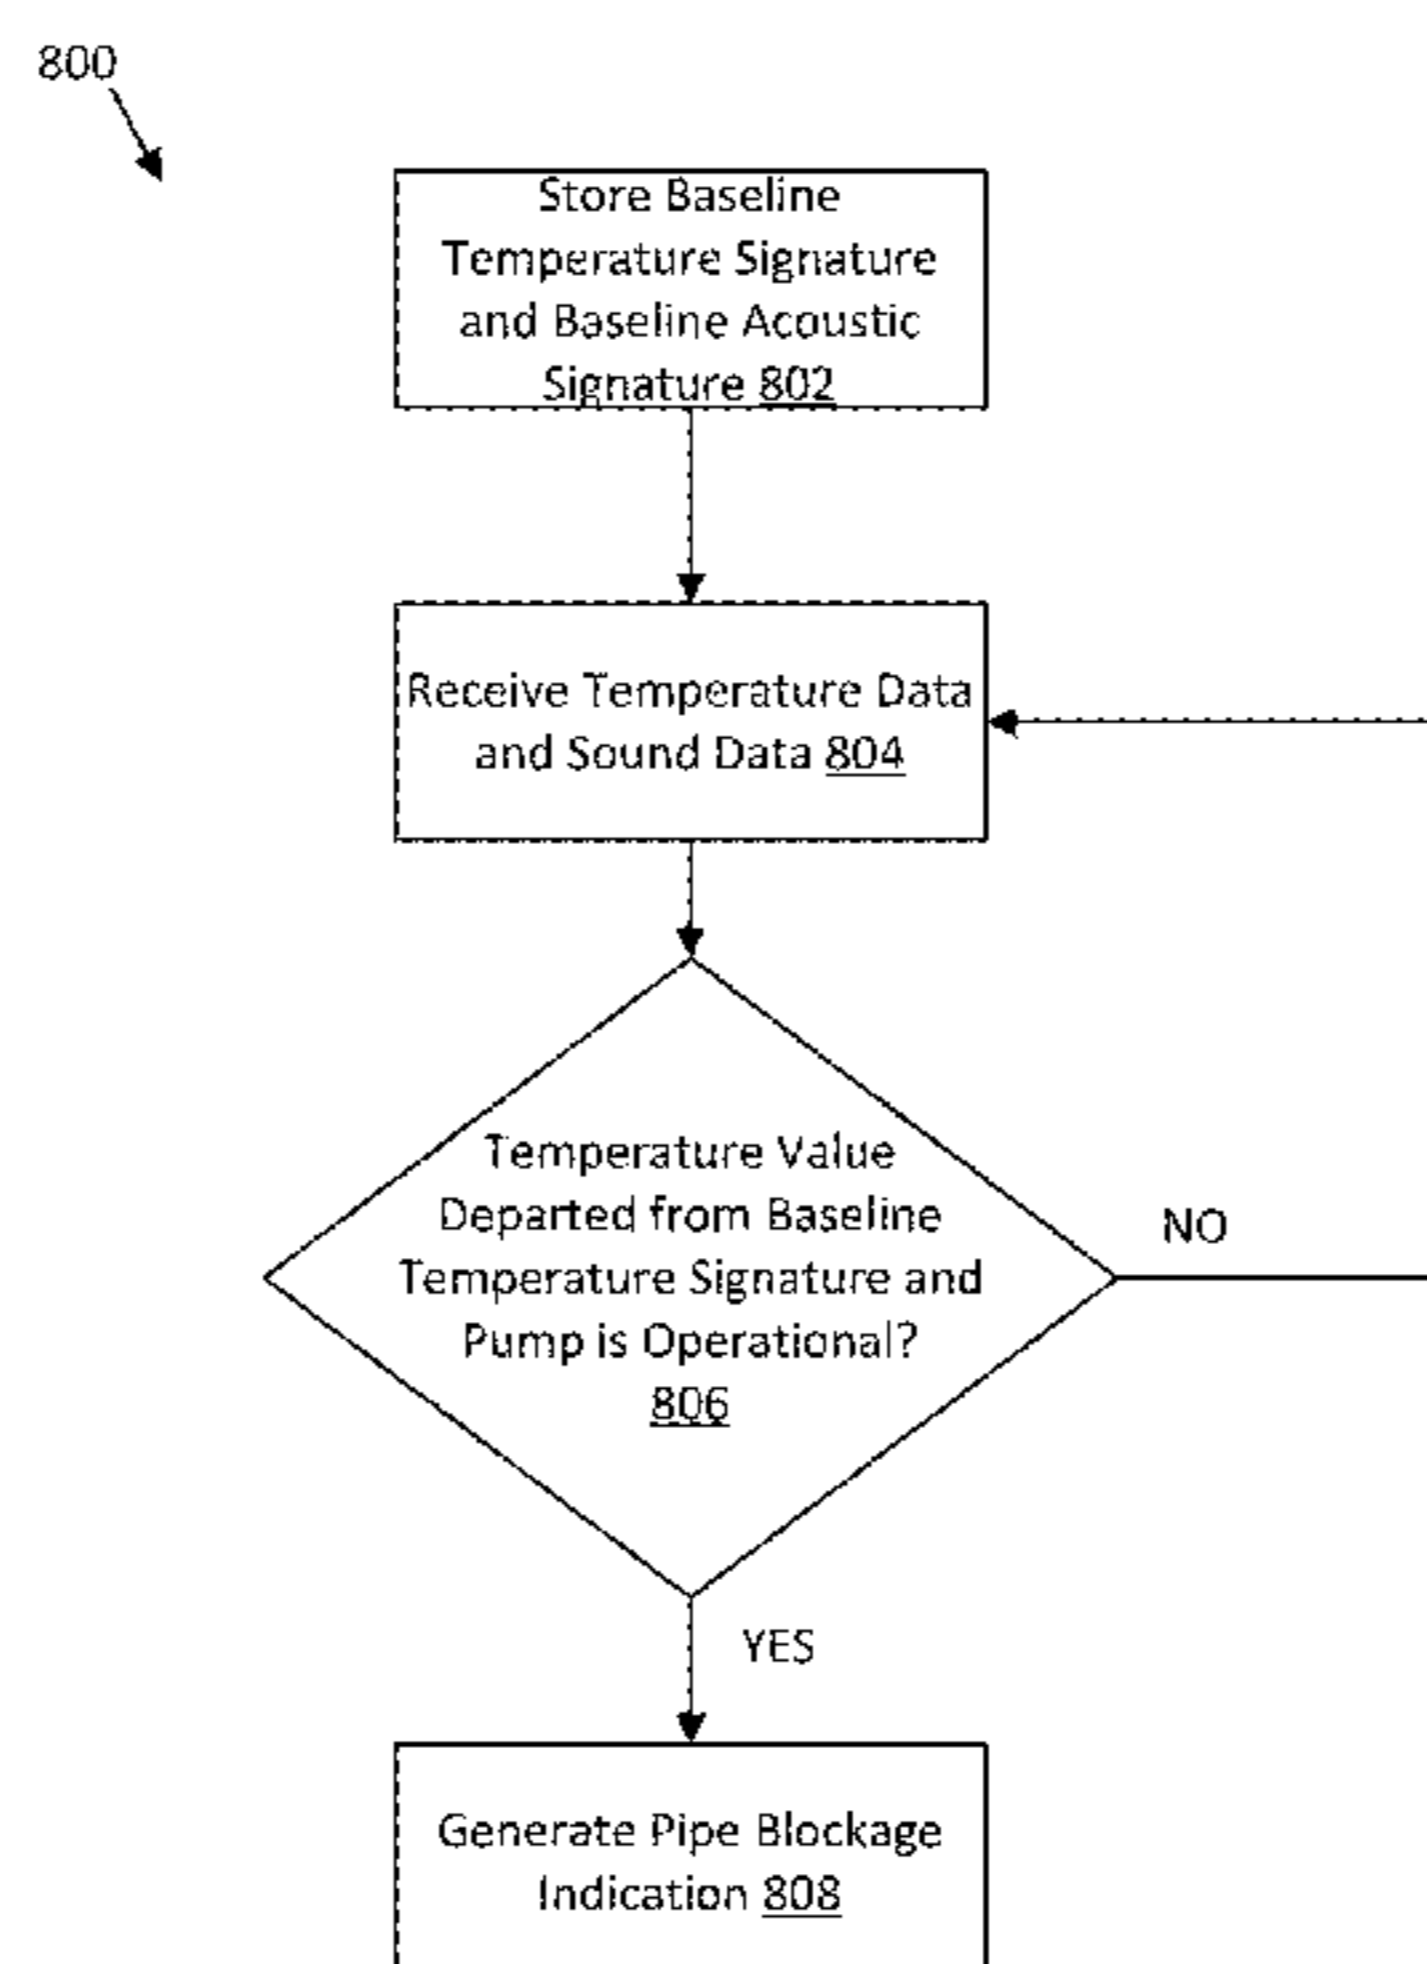 800
Store Baseline
Temperature Signature
and Baseline Acoustic
Signature 802
Receive Temperature Data
and Sound Data 804
Temperature Value
Departed from Baseline
Temperature Signature and
Pump is Operational?
806
NO
YES
Generate Pipe Blockage
Indication 808